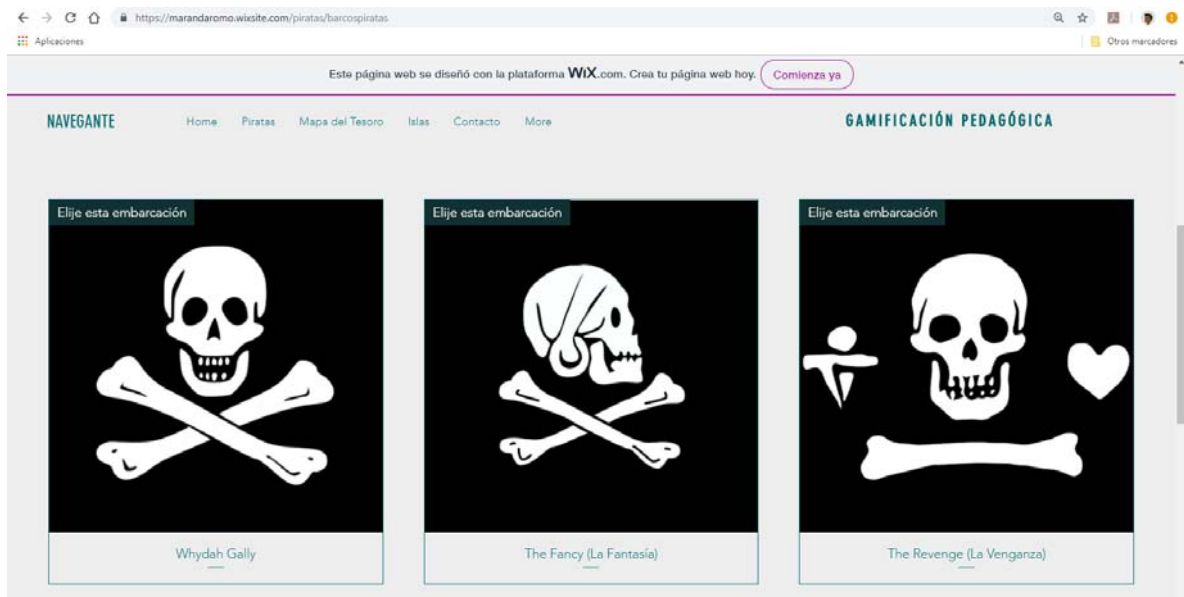 https://marandaromo.wixsite.com/piratas/barcospiratas
Aplicaciones
Otros marcadores
Este página web se diseñó con la plataforma WiX.com. Crea tu página web hoy. Comienza ya
NAVEGANTE Home Piratas Mapa del Tesoro Islas Contacto More GAMIFICACIÓN PEDAGÓGICA
Elije esta embarcación
Elije esta embarcación
Elije esta embarcación
Whydah Gally
The Fancy (La Fantasía)
The Revenge (La Venganza)